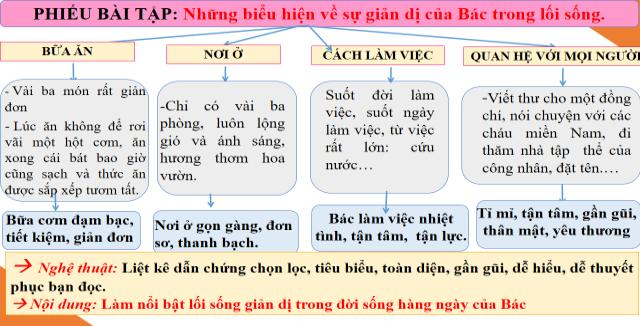 PHIẾU BÀI TẬP: Những biểu hiện về sự giản dị của Bác trong lối sống.
BỮA ĂN
- Vài ba món rất giản
đơn
- Lúc ăn không để rơi
vãi một hột cơm, ăn
xong cái bát bao giờ
cũng sạch và thức ăn
được sắp xếp tươm tất.
Bữa cơm đạm bạc,
tiết kiệm, giản đơn
NƠI Ở
-Chỉ có vài ba
phòng, luôn lộng
gió và ánh sáng,
hương thơm hoa
vườn.
Nơi ở gọn gàng, đơn
sơ, thanh bạch.
CÁCH LÀM VIỆC
Suốt đời làm
việc, suốt ngày
làm việc, từ việc
rất lớn: cứu
nước…
Bác làm việc nhiệt
tình, tận tâm, tận lực.
QUAN HỆ VỚI MỌI NGƯỜI
-Viết thư cho một đồng
chí, nói chuyện với các
cháu miền Nam, đi
thăm nhà tập thể của
công nhân, đặt tên….
Tỉ mỉ, tận tâm, gần gũi,
thân mật, yêu thương
→ Nghệ thuật: Liệt kê dẫn chứng chọn lọc, tiêu biểu, toàn diện, gần gũi, dễ hiểu, dễ thuyết
phục bạn đọc.
→ Nội dung: Làm nổi bật lối sống giản dị trong đời sống hàng ngày của Bác